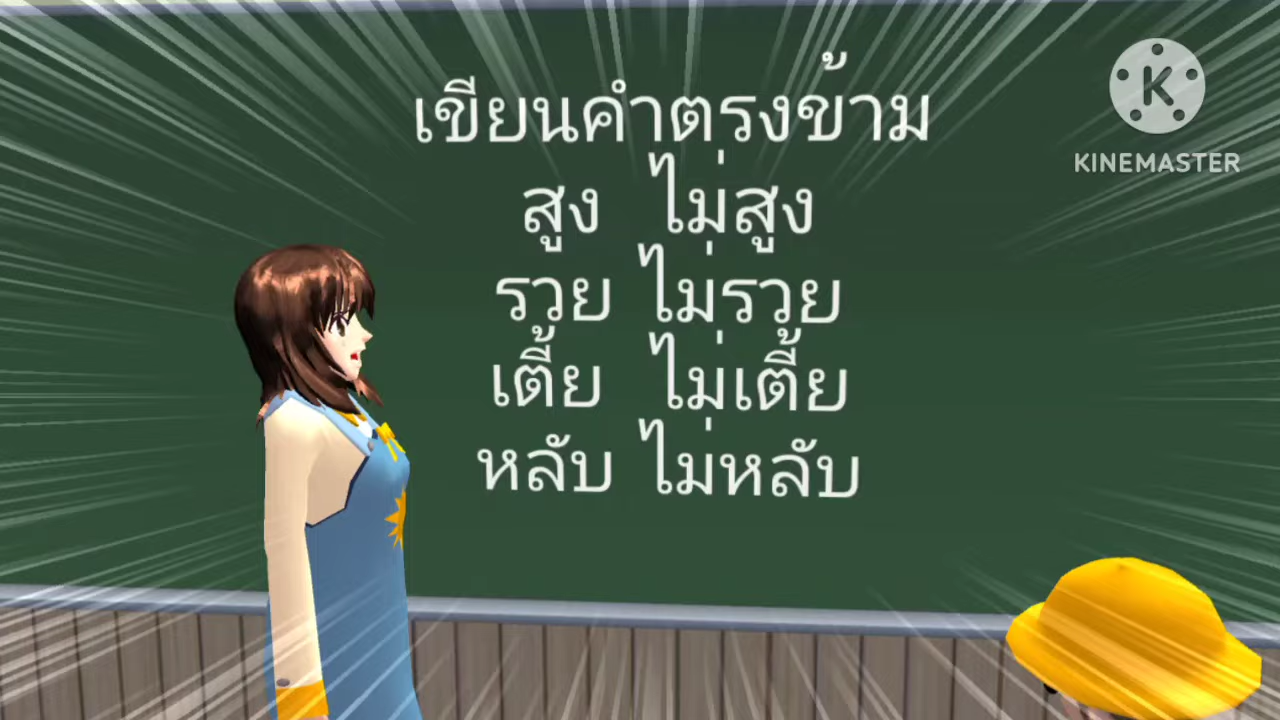 เขียนคำตรงข้าม
สูง ไม่สูง
รวย ไม่รวย
เตี้ย ไม่เตี้ย
หลับ ไม่หลับ
KINEMASTER